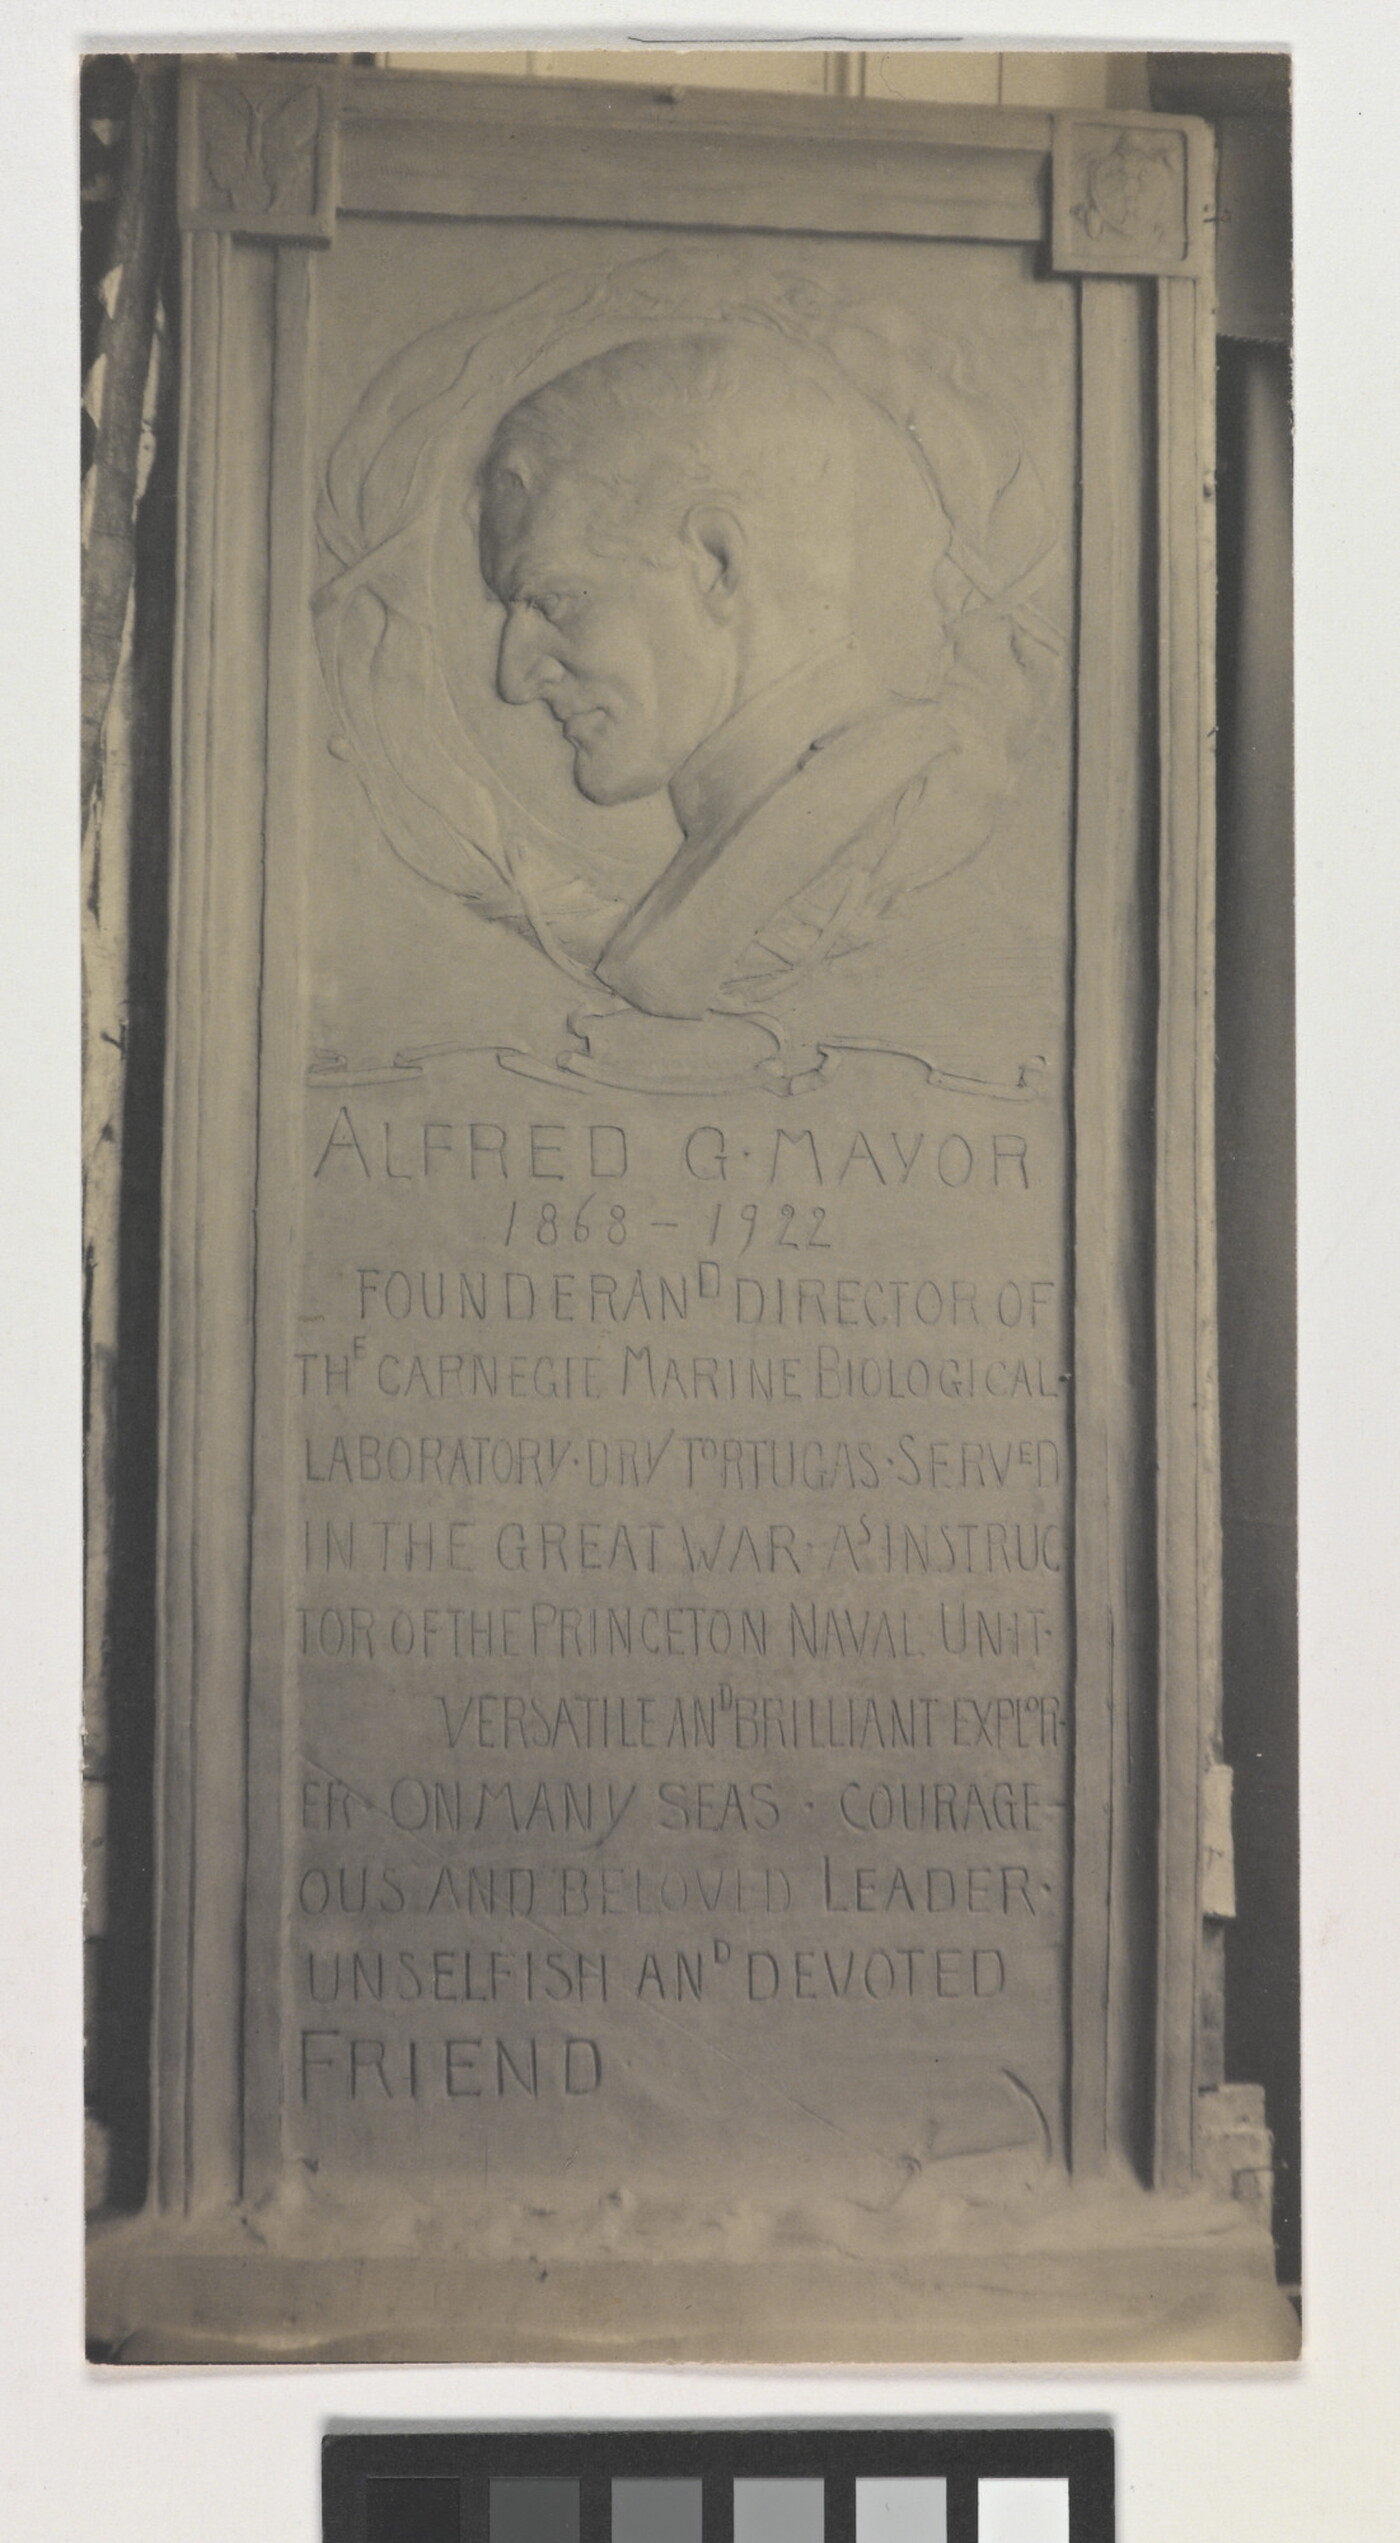 ALFRED G·MAYOR
1868–1922
FOUNDER AND DIRECTOR OF
THE CARNEGIE MARINE BIOLOGICAL·
LABORATORY·DRY TORTUGAS·SERVED
IN THE GREAT WAR·AS INSTRUC
TOR OF THE PRINCETON NAVAL UNIT·
VERSATILE AND BRILLIANT EXPLOR-
ER·ON MANY SEAS·COURAGE-
OUS AND BELOVED LEADER·
UNSELFISH AND DEVOTED
FRIEND·